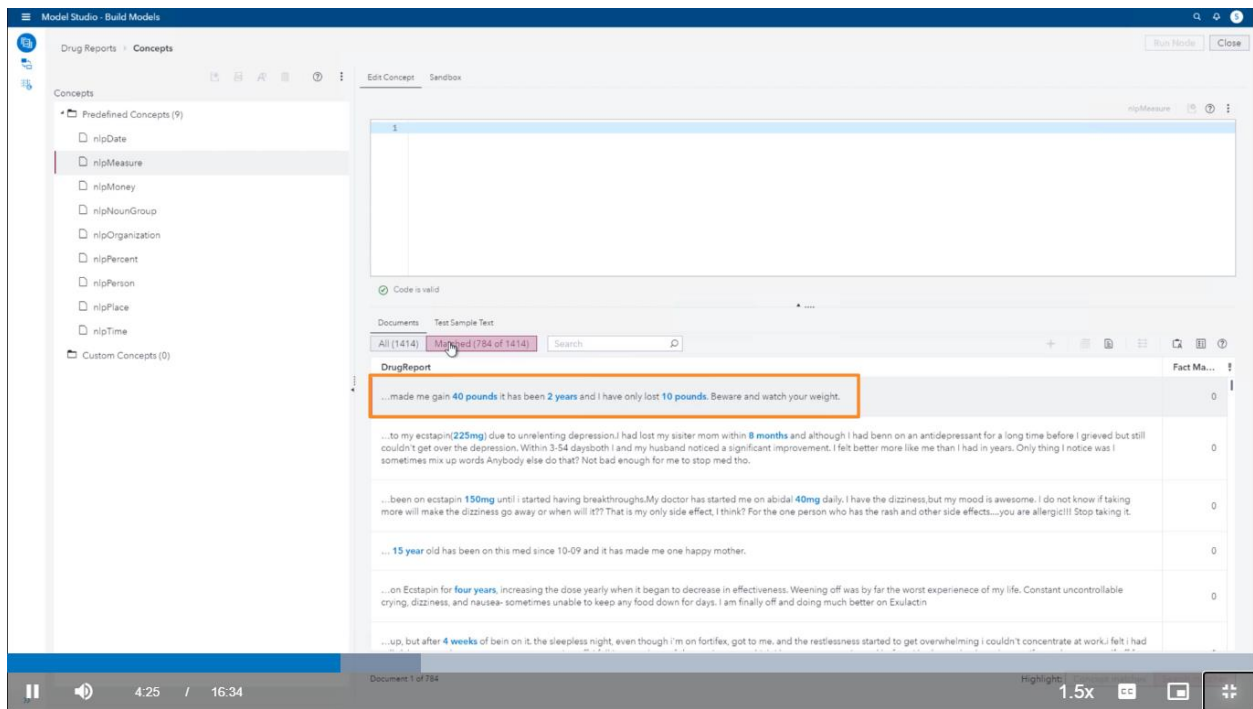 Model Studio - Build Models
S
Drug Reports › Concepts
Run Node
Close
Concepts
Edit Concept
Sandbox
nlpMeasure
Predefined Concepts (9)
nlpDate
nlpMeasure
nlpMoney
nlpNounGroup
nlpOrganization
nlpPercent
nlpPerson
nlpPlace
nlpTime
Custom Concepts (0)
1
Code is valid
Documents
Test Sample Text
All (1414)
Matched (784 of 1414)
Search
DrugReport
Fact Ma...
...made me gain 40 pounds it has been 2 years and I have only lost 10 pounds. Beware and watch your weight.
0
...to my ecstapin(225mg) due to unrelenting depression.I had lost my sisiter mom within 8 months and although I had benn on an antidepressant for a long time before I grieved but still
couldn't get over the depression. Within 3-54 daysboth I and my husband noticed a significant improvement. I felt better more like me than I had in years. Only thing I notice was I
sometimes mix up words Anybody else do that? Not bad enough for me to stop med tho.
0
...been on ecstapin 150mg until i started having breakthroughs.My doctor has started me on abidal 40mg daily. I have the dizziness,but my mood is awesome. I do not know if taking
more will make the dizziness go away or when will it?? That is my only side effect, I think? For the one person who has the rash and other side effects....you are allergic!!! Stop taking it.
0
... 15 year old has been on this med since 10-09 and it has made me one happy mother.
0
...on Ecstapin for four years, increasing the dose yearly when it began to decrease in effectiveness. Weening off was by far the worst experienece of my life. Constant uncontrollable
crying, dizziness, and nausea- sometimes unable to keep any food down for days. I am finally off and doing much better on Exulactin
0
...up, but after 4 weeks of bein on it. the sleepless night, even though i'm on fortifex, got to me. and the restlessness started to get overwhelming i couldn't concentrate at work.i felt i had
Document 1 of 784
Highlight:
4:25 / 16:34
1.5x
CC